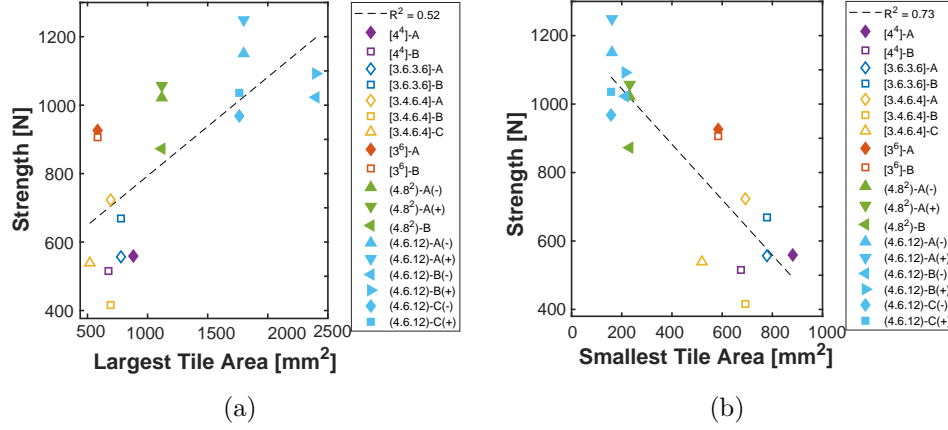 R² = 0.52
[4⁴]-A
[4⁴]-B
[3.6.3.6]-A
[3.6.3.6]-B
[3.4.6.4]-A
[3.4.6.4]-B
[3.4.6.4]-C
[3⁶]-A
[3⁶]-B
(4.8²)-A(-)
(4.8²)-A(+)
(4.8²)-B
(4.6.12)-A(-)
(4.6.12)-A(+)
(4.6.12)-B(-)
(4.6.12)-B(+)
(4.6.12)-C(-)
(4.6.12)-C(+)
Strength [N]
1200
1000
800
600
400
500 1000 1500 2000 2500
Largest Tile Area [mm²]
(a)
R² = 0.73
[4⁴]-A
[4⁴]-B
[3.6.3.6]-A
[3.6.3.6]-B
[3.4.6.4]-A
[3.4.6.4]-B
[3.4.6.4]-C
[3⁶]-A
[3⁶]-B
(4.8²)-A(-)
(4.8²)-A(+)
(4.8²)-B
(4.6.12)-A(-)
(4.6.12)-A(+)
(4.6.12)-B(-)
(4.6.12)-B(+)
(4.6.12)-C(-)
(4.6.12)-C(+)
Strength [N]
1200
1000
800
600
400
0 200 400 600 800 1000
Smallest Tile Area [mm²]
(b)